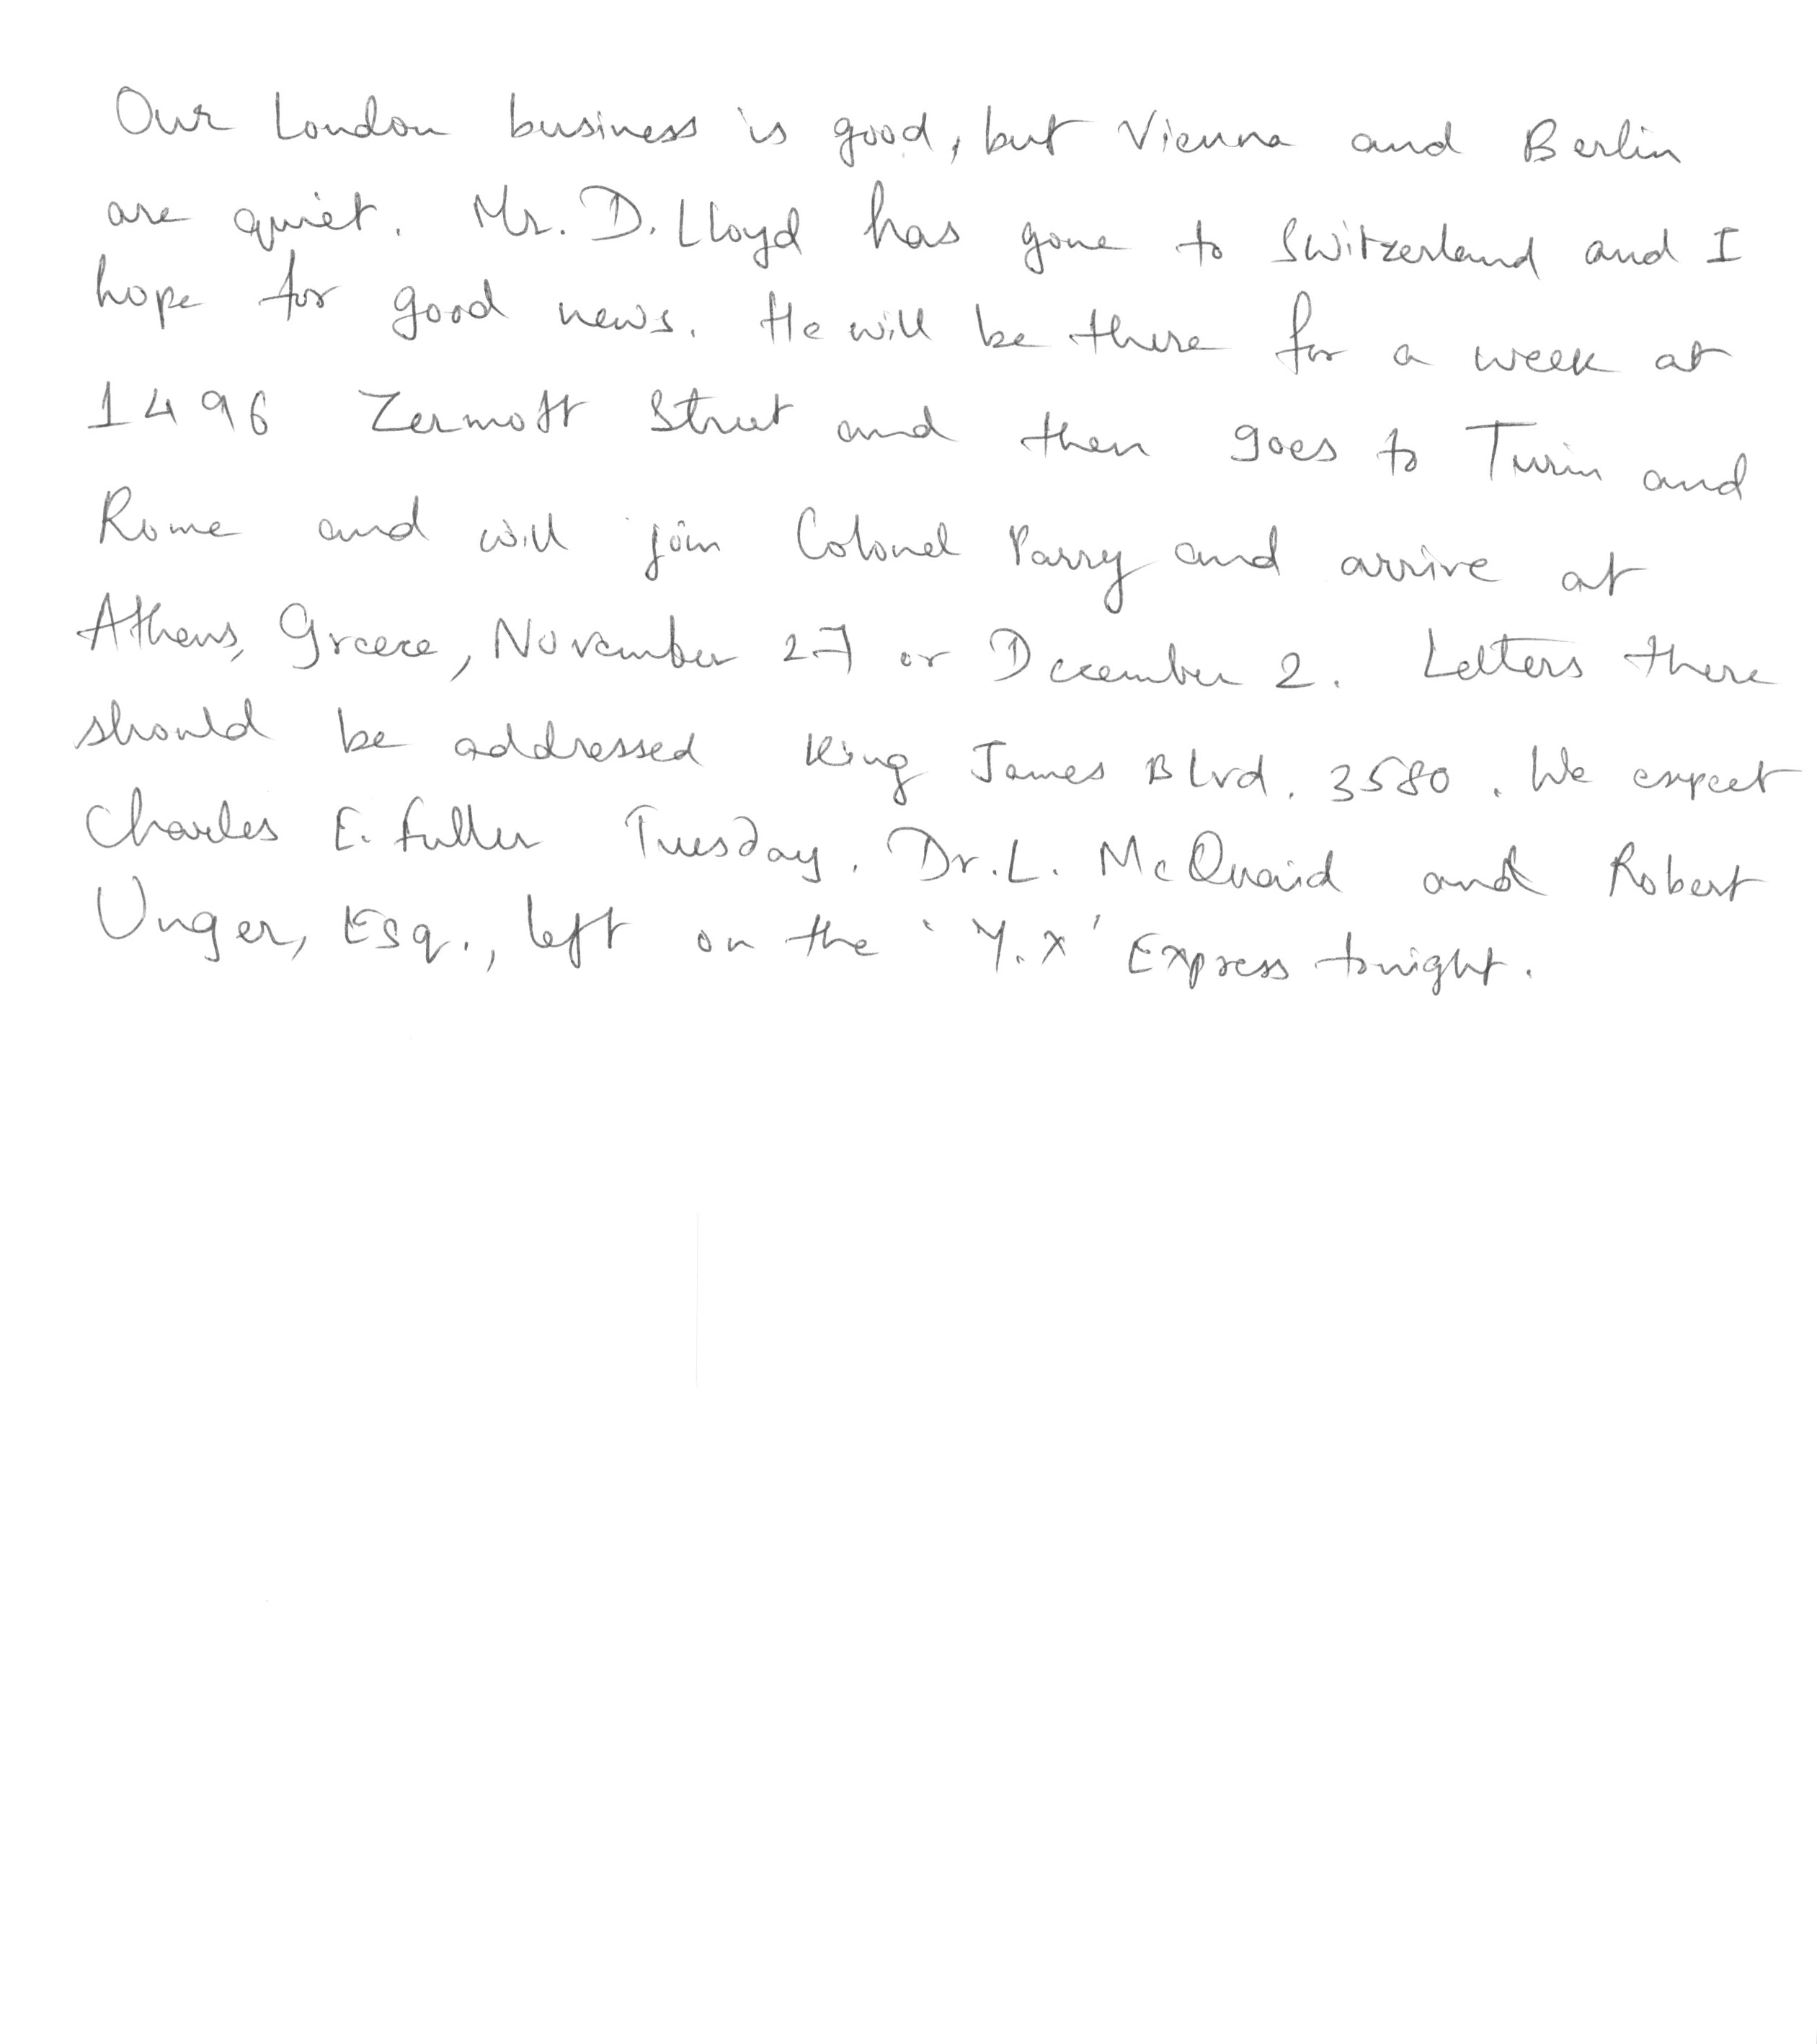 Our London business is good, but Vienna and Berlin
are quiet. Mr. D. Lloyd has gone to Switzerland and I
hope for good news. He will be there for a week at
1496 Zermott Street and then goes to Turin and
Rome and will join Colonel Parry and arrive at
Athens, Greece, November 27 or December 2. Letters there
should be addressed King James Blvd. 3580. We expect
Charles E. Fuller Tuesday. Dr. L. McQuaid and Robert
Unger, Esq., left on the 'Y.X' Express tonight.